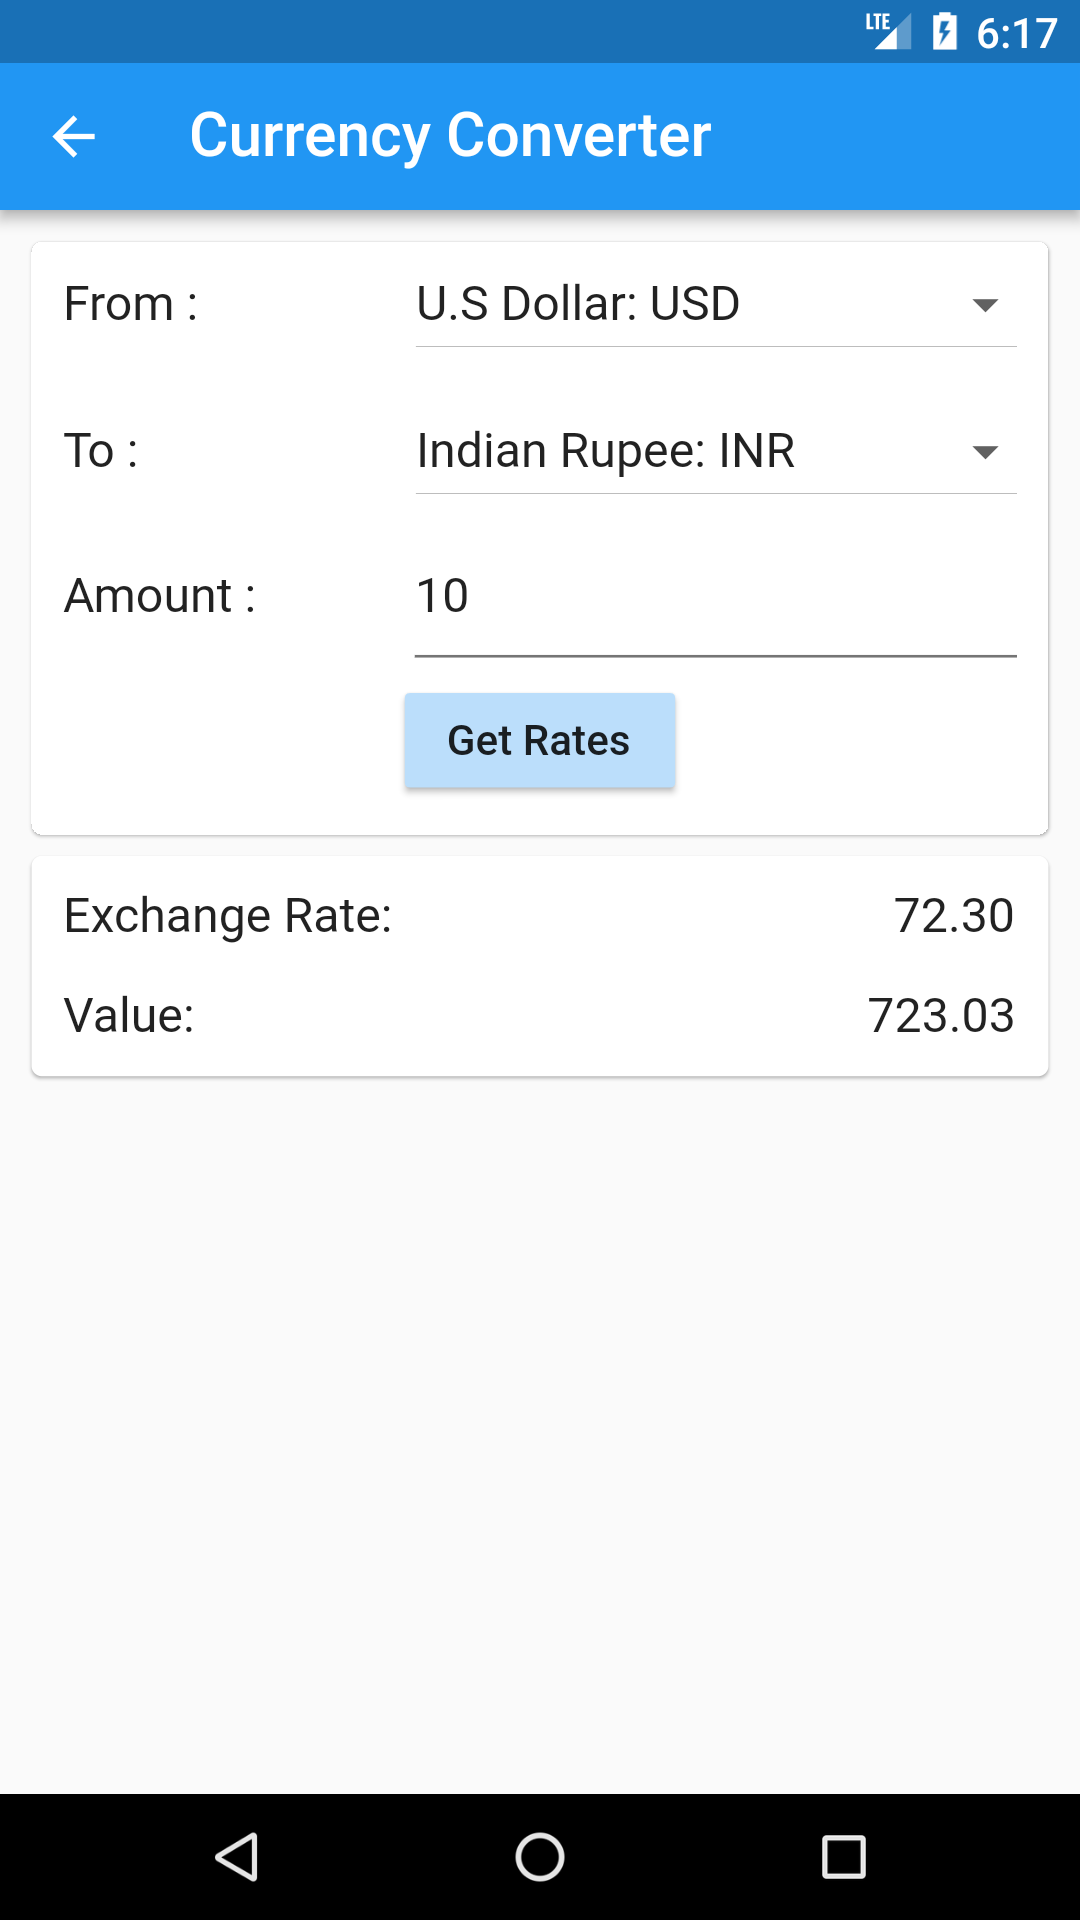 LTE 6:17
Currency Converter
From : U.S Dollar: USD
To : Indian Rupee: INR
Amount : 10
Get Rates
Exchange Rate: 72.30
Value: 723.03